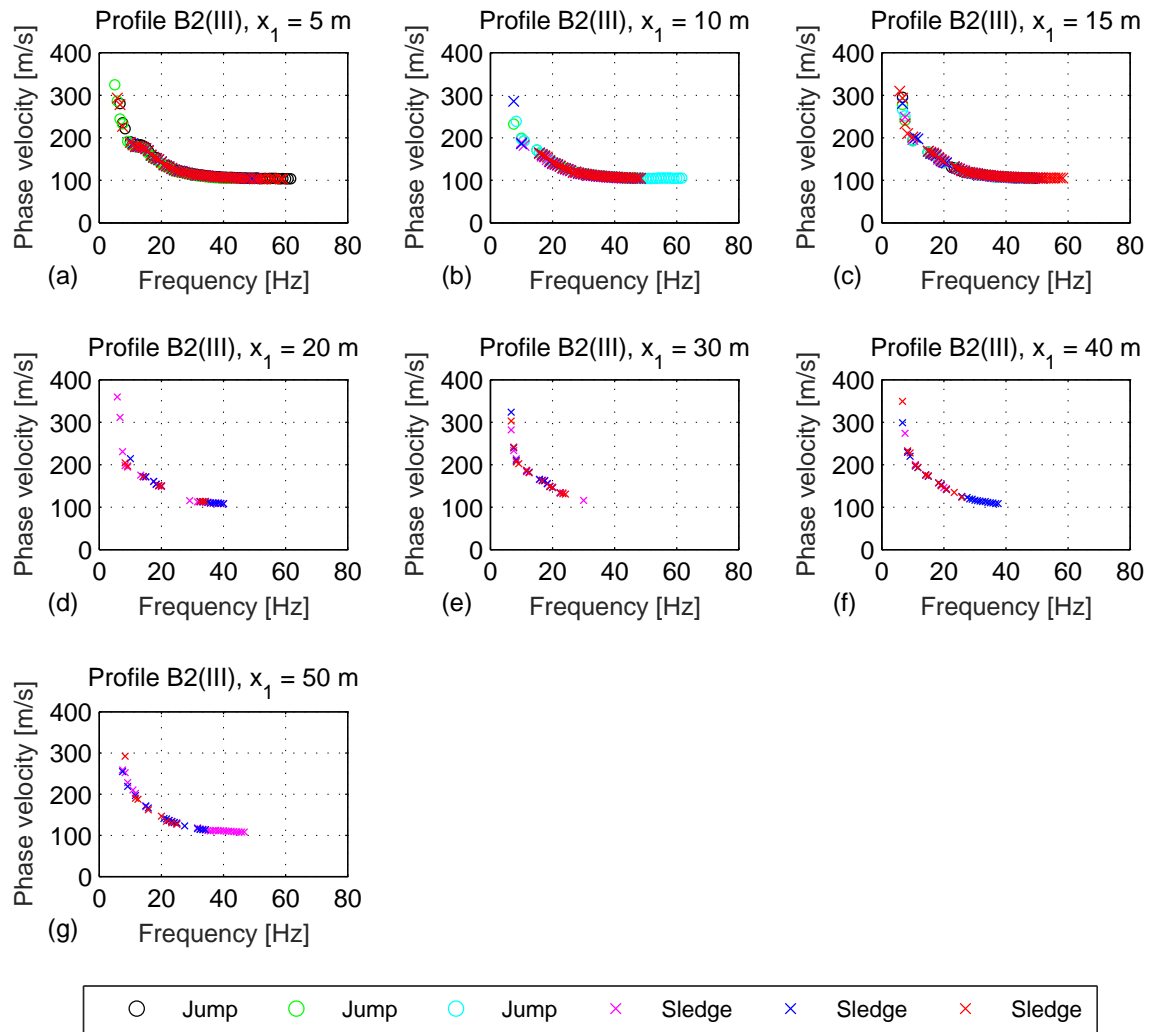 Profile B2(III), x1 = 5 m
Phase velocity [m/s]
400
300
200
100
0
0 20 40 60 80
(a)
Frequency [Hz]
Profile B2(III), x1 = 10 m
Phase velocity [m/s]
400
300
200
100
0
0 20 40 60 80
(b)
Frequency [Hz]
Profile B2(III), x1 = 15 m
Phase velocity [m/s]
400
300
200
100
0
0 20 40 60 80
(c)
Frequency [Hz]
Profile B2(III), x1 = 20 m
Phase velocity [m/s]
400
300
200
100
0
0 20 40 60 80
(d)
Frequency [Hz]
Profile B2(III), x1 = 30 m
Phase velocity [m/s]
400
300
200
100
0
0 20 40 60 80
(e)
Frequency [Hz]
Profile B2(III), x1 = 40 m
Phase velocity [m/s]
400
300
200
100
0
0 20 40 60 80
(f)
Frequency [Hz]
Profile B2(III), x1 = 50 m
Phase velocity [m/s]
400
300
200
100
0
0 20 40 60 80
(g)
Frequency [Hz]
Jump Jump Jump Sledge Sledge Sledge